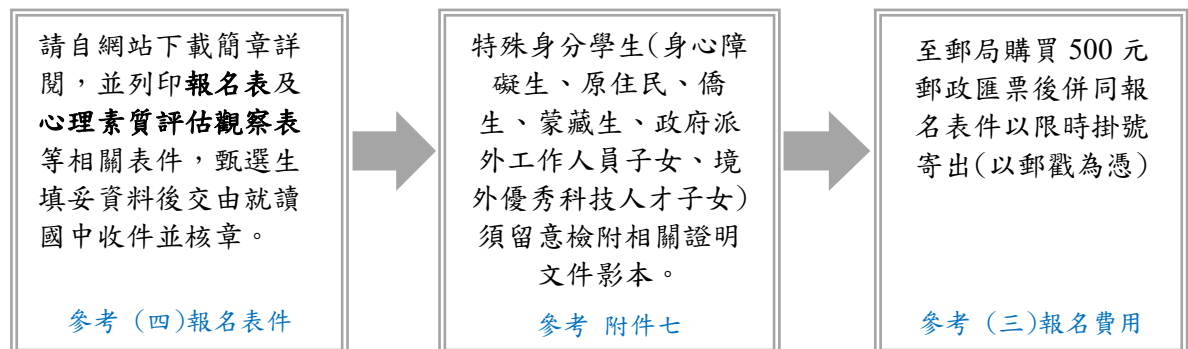 請自網站下載簡章詳
閱，並列印報名表及
心理素質評估觀察表
等相關表件，甄選生
填妥資料後交由就讀
國中收件並核章。
參考 (四)報名表件
特殊身分學生(身心障
礙生、原住民、僑
生、蒙藏生、政府派
外工作人員子女、境
外優秀科技人才子女)
須留意檢附相關證明
文件影本。
參考 附件七
至郵局購買 500 元
郵政匯票後併同報
名表件以限時掛號
寄出(以郵戳為憑)
參考 (三)報名費用